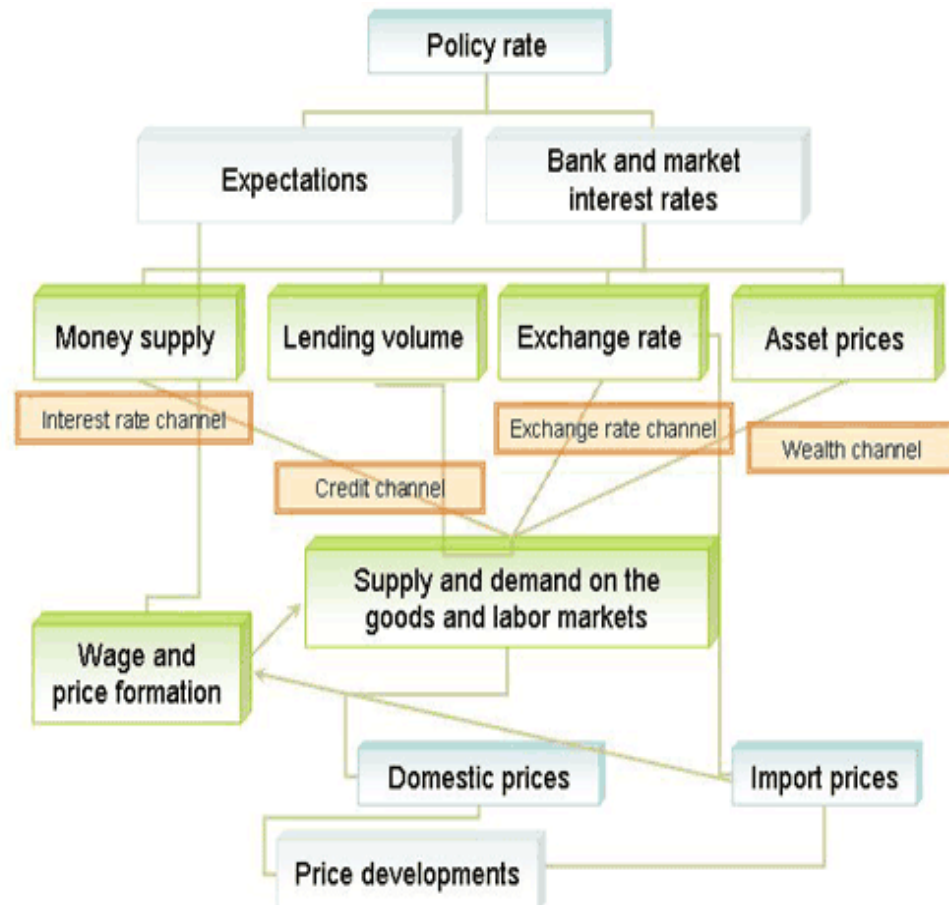 Policy rate
Expectations
Bank and market
interest rates
Money supply
Lending volume
Exchange rate
Asset prices
Interest rate channel
Exchange rate channel
Wealth channel
Credit channel
Supply and demand on the
goods and labor markets
Wage and
price formation
Domestic prices
Import prices
Price developments